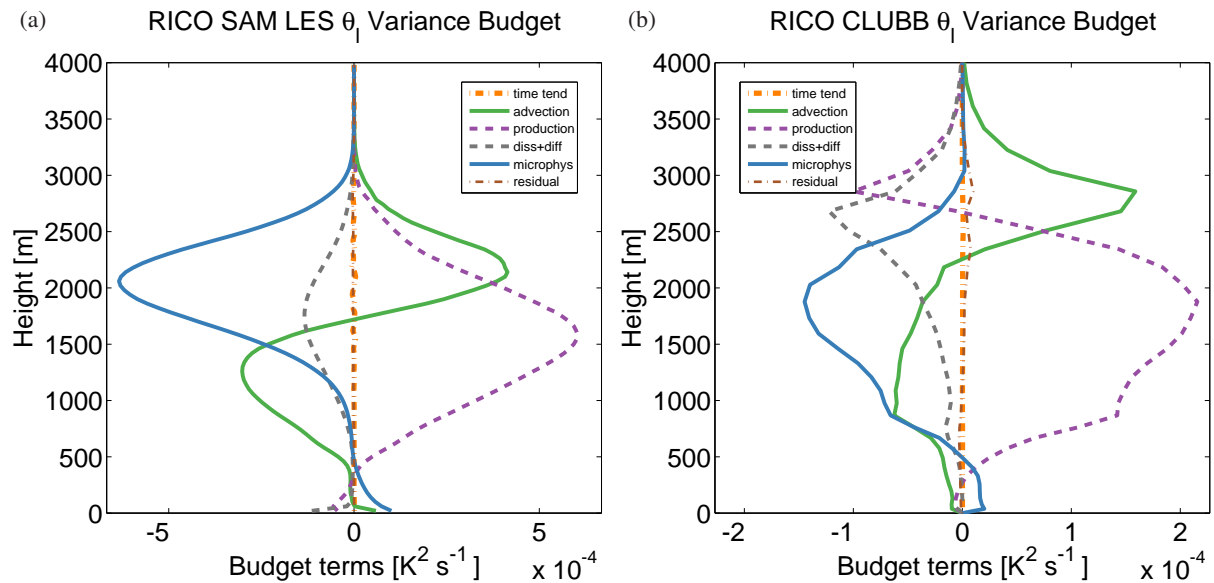 (a) RICO SAM LES θl Variance Budget
4000
3500
3000
2500
2000
1500
1000
500
0
Height [m]
time tend
advection
production
diss+diff
microphys
residual
-5 0 5
x 10^-4
Budget terms [K^2 s^-1]
(b) RICO CLUBB θl Variance Budget
4000
3500
3000
2500
2000
1500
1000
500
0
Height [m]
time tend
advection
production
diss+diff
microphys
residual
-2 -1 0 1 2
x 10^-4
Budget terms [K^2 s^-1]